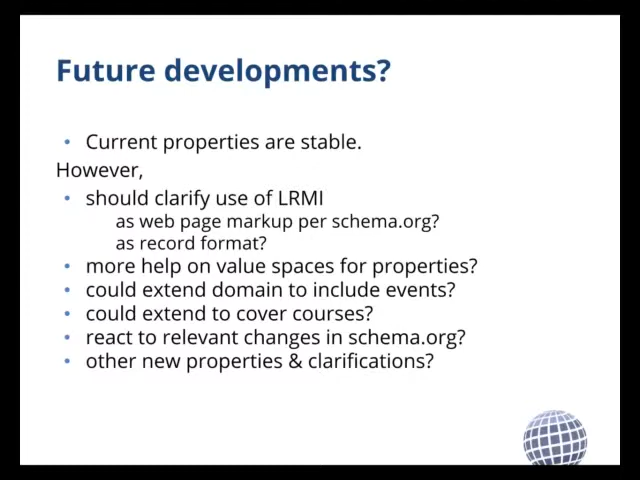 Future developments?
• Current properties are stable.
However,
• should clarify use of LRMI
as web page markup per schema.org?
as record format?
• more help on value spaces for properties?
• could extend domain to include events?
• could extend to cover courses?
• react to relevant changes in schema.org?
• other new properties & clarifications?